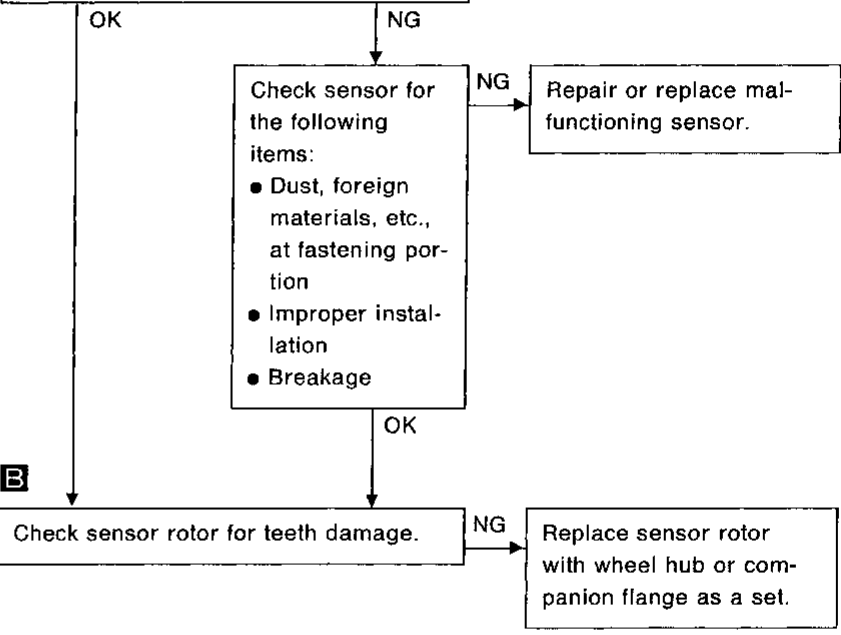 OK
NG
Check sensor for
the following
items:
● Dust, foreign
materials, etc.,
at fastening por-
tion
● Improper instal-
lation
● Breakage
NG
Repair or replace mal-
functioning sensor.
OK
B
Check sensor rotor for teeth damage.
NG
Replace sensor rotor
with wheel hub or com-
panion flange as a set.